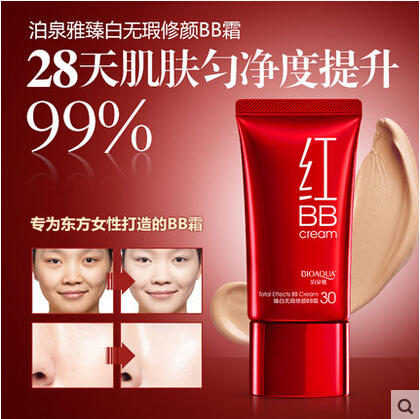 泊泉雅臻白无瑕修颜BB霜
28天肌肤匀净度提升
99%
专为东方女性打造的BB霜
红
BB
cream
BIOAQUA
泊泉雅
Total Effects BB Cream
臻白无瑕修颜BB霜 30